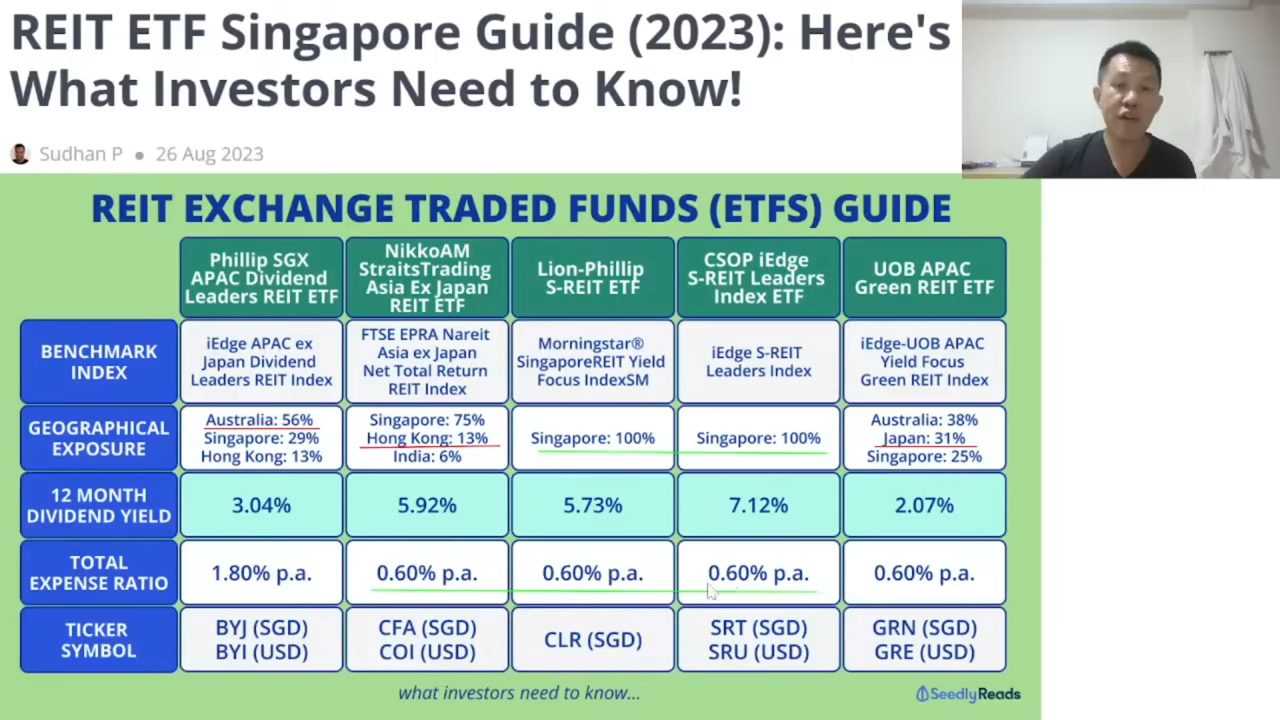 REIT ETF Singapore Guide (2023): Here's
What Investors Need to Know!
Sudhan P • 26 Aug 2023
REIT EXCHANGE TRADED FUNDS (ETFS) GUIDE
Phillip SGX
APAC Dividend
Leaders REIT ETF
NikkoAM
StraitsTrading
Asia Ex Japan
REIT ETF
Lion-Phillip
S-REIT ETF
CSOP iEdge
S-REIT Leaders
Index ETF
UOB APAC
Green REIT ETF
BENCHMARK
INDEX
iEdge APAC ex
Japan Dividend
Leaders REIT Index
FTSE EPRA Nareit
Asia ex Japan
Net Total Return
REIT Index
Morningstar®
SingaporeREIT Yield
Focus IndexSM
iEdge S-REIT
Leaders Index
iEdge-UOB APAC
Yield Focus
Green REIT Index
GEOGRAPHICAL
EXPOSURE
Australia: 56%
Singapore: 29%
Hong Kong: 13%
Singapore: 75%
Hong Kong: 13%
India: 6%
Singapore: 100%
Singapore: 100%
Australia: 38%
Japan: 31%
Singapore: 25%
12 MONTH
DIVIDEND YIELD
3.04%
5.92%
5.73%
7.12%
2.07%
TOTAL
EXPENSE RATIO
1.80% p.a.
0.60% p.a.
0.60% p.a.
0.60% p.a.
0.60% p.a.
TICKER
SYMBOL
BYJ (SGD)
BYI (USD)
CFA (SGD)
COI (USD)
CLR (SGD)
SRT (SGD)
SRU (USD)
GRN (SGD)
GRE (USD)
what investors need to know...
SeedlyReads